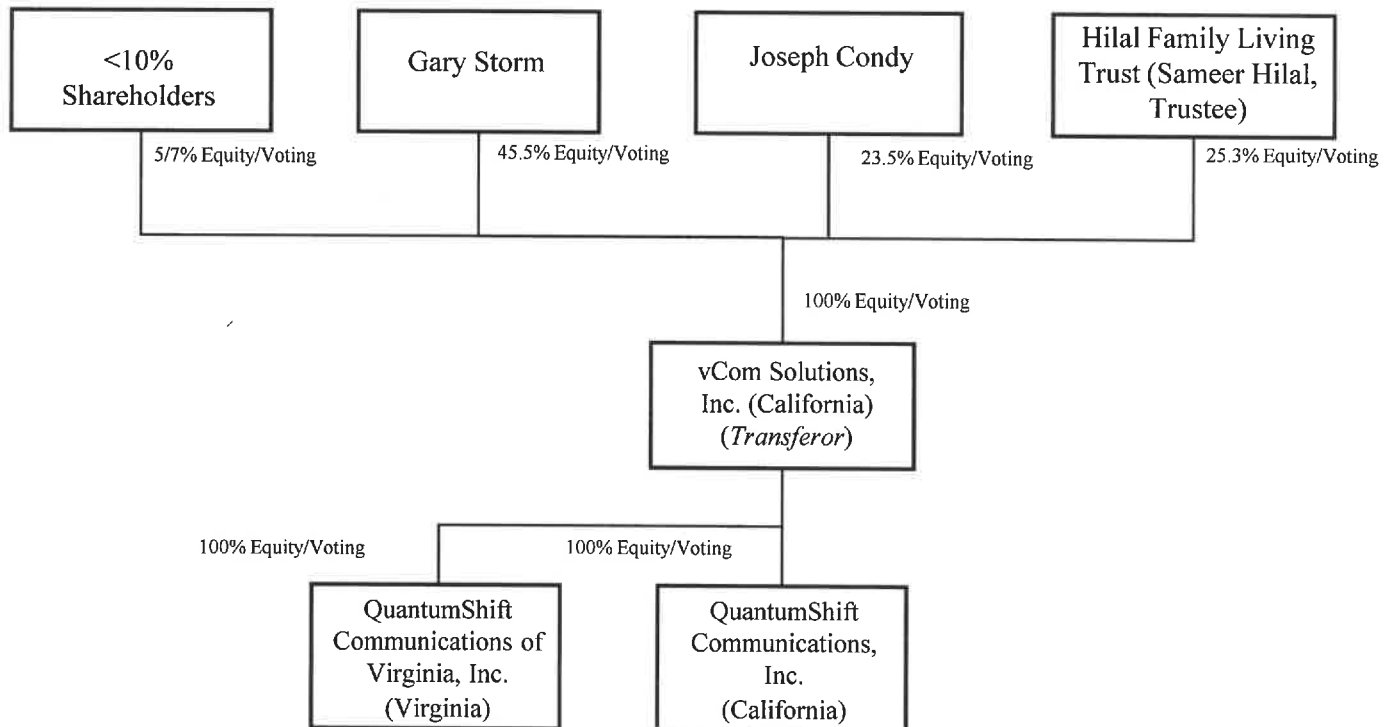 <10%
Shareholders
Gary Storm
Joseph Condy
Hilal Family Living
Trust (Sameer Hilal,
Trustee)
5/7% Equity/Voting
45.5% Equity/Voting
23.5% Equity/Voting
25.3% Equity/Voting
100% Equity/Voting
vCom Solutions,
Inc. (California)
(Transferor)
100% Equity/Voting
100% Equity/Voting
QuantumShift
Communications of
Virginia, Inc.
(Virginia)
QuantumShift
Communications,
Inc.
(California)